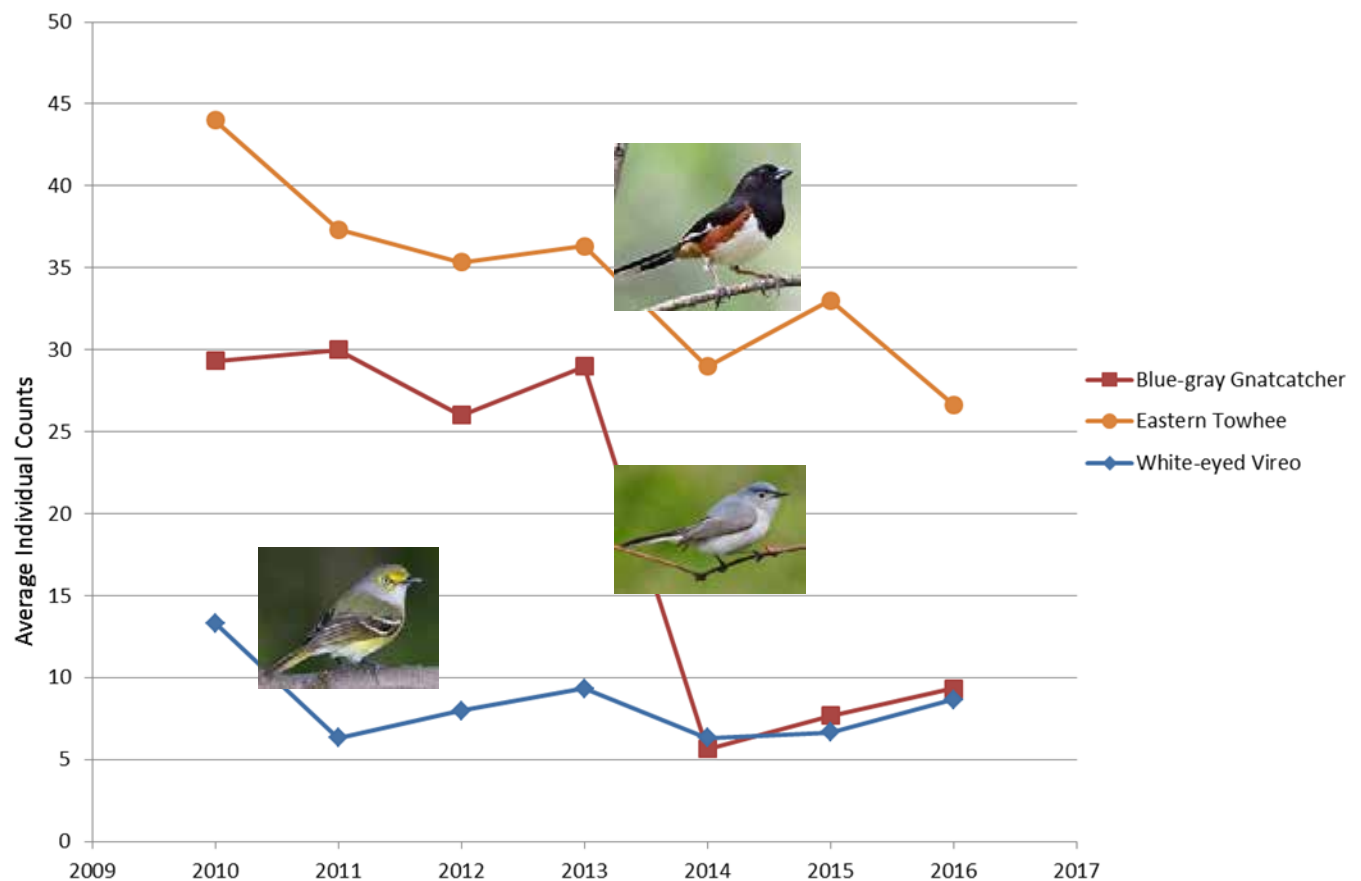 50
45
40
35
30
25
20
15
10
5
0
Average Individual Counts
2009 2010 2011 2012 2013 2014 2015 2016 2017
Blue-gray Gnatcatcher
Eastern Towhee
White-eyed Vireo